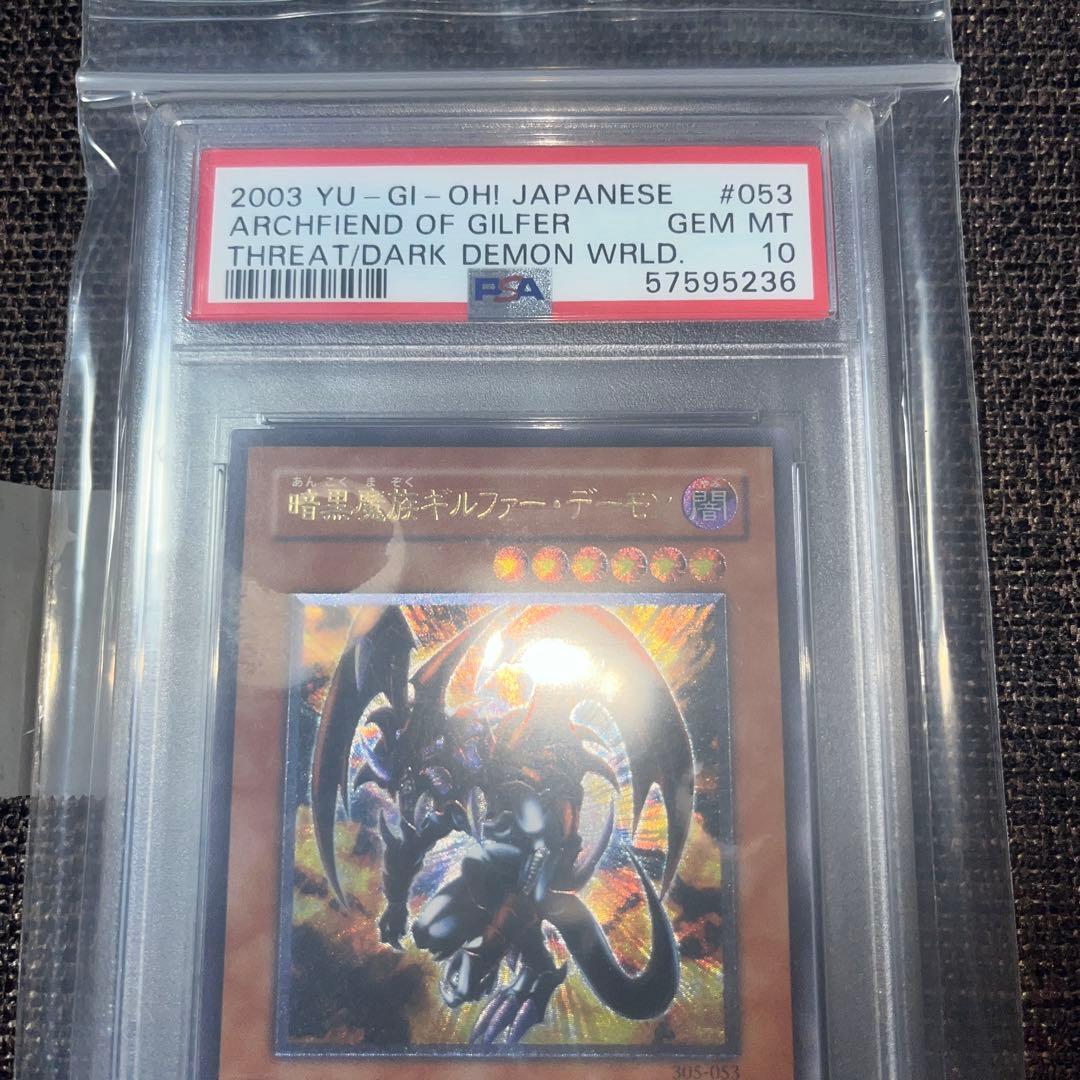 2003 YU-GI-OH! JAPANESE #053
ARCHFIEND OF GILFER GEM MT
THREAT/DARK DEMON WRLD. 10
PSA 57595236
あんこくまぞく
暗黒魔族ギルファー・デーモン
やみ
闇
305-053